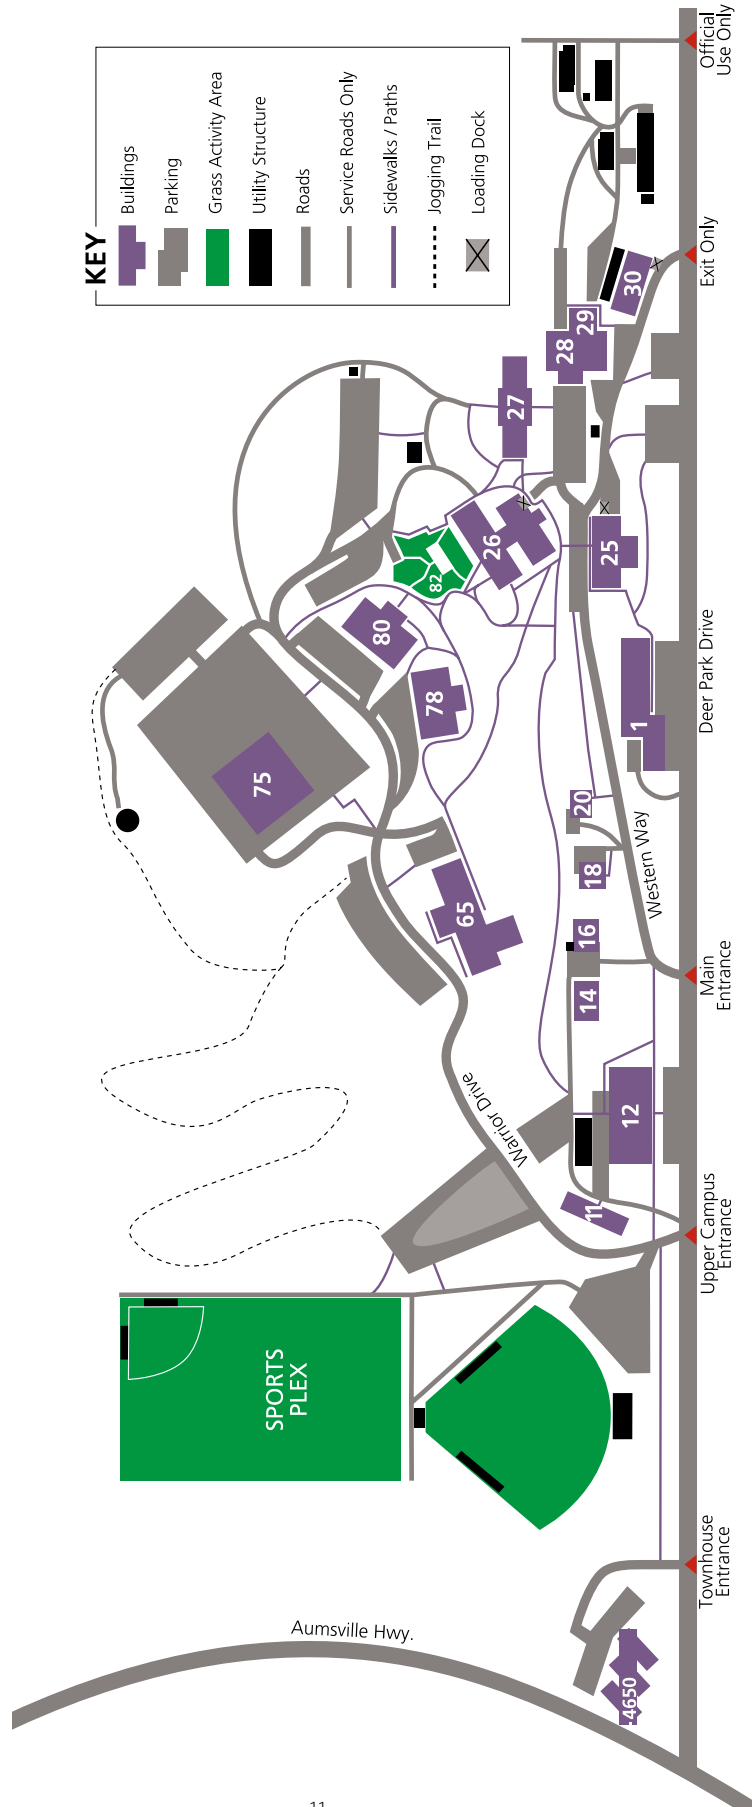 KEY
Buildings
Parking
Grass Activity Area
Utility Structure
Roads
Service Roads Only
Sidewalks / Paths
Jogging Trail
Loading Dock
Official
Use Only
Exit Only
Deer Park Drive
Main
Entrance
Upper Campus
Entrance
Townhouse
Entrance
Western Way
Warrior Drive
Aumsville Hwy.
SPORTS
PLEX
30
29
28
27
26
25
82
80
78
75
65
1
20
18
16
14
12
11
4650
11